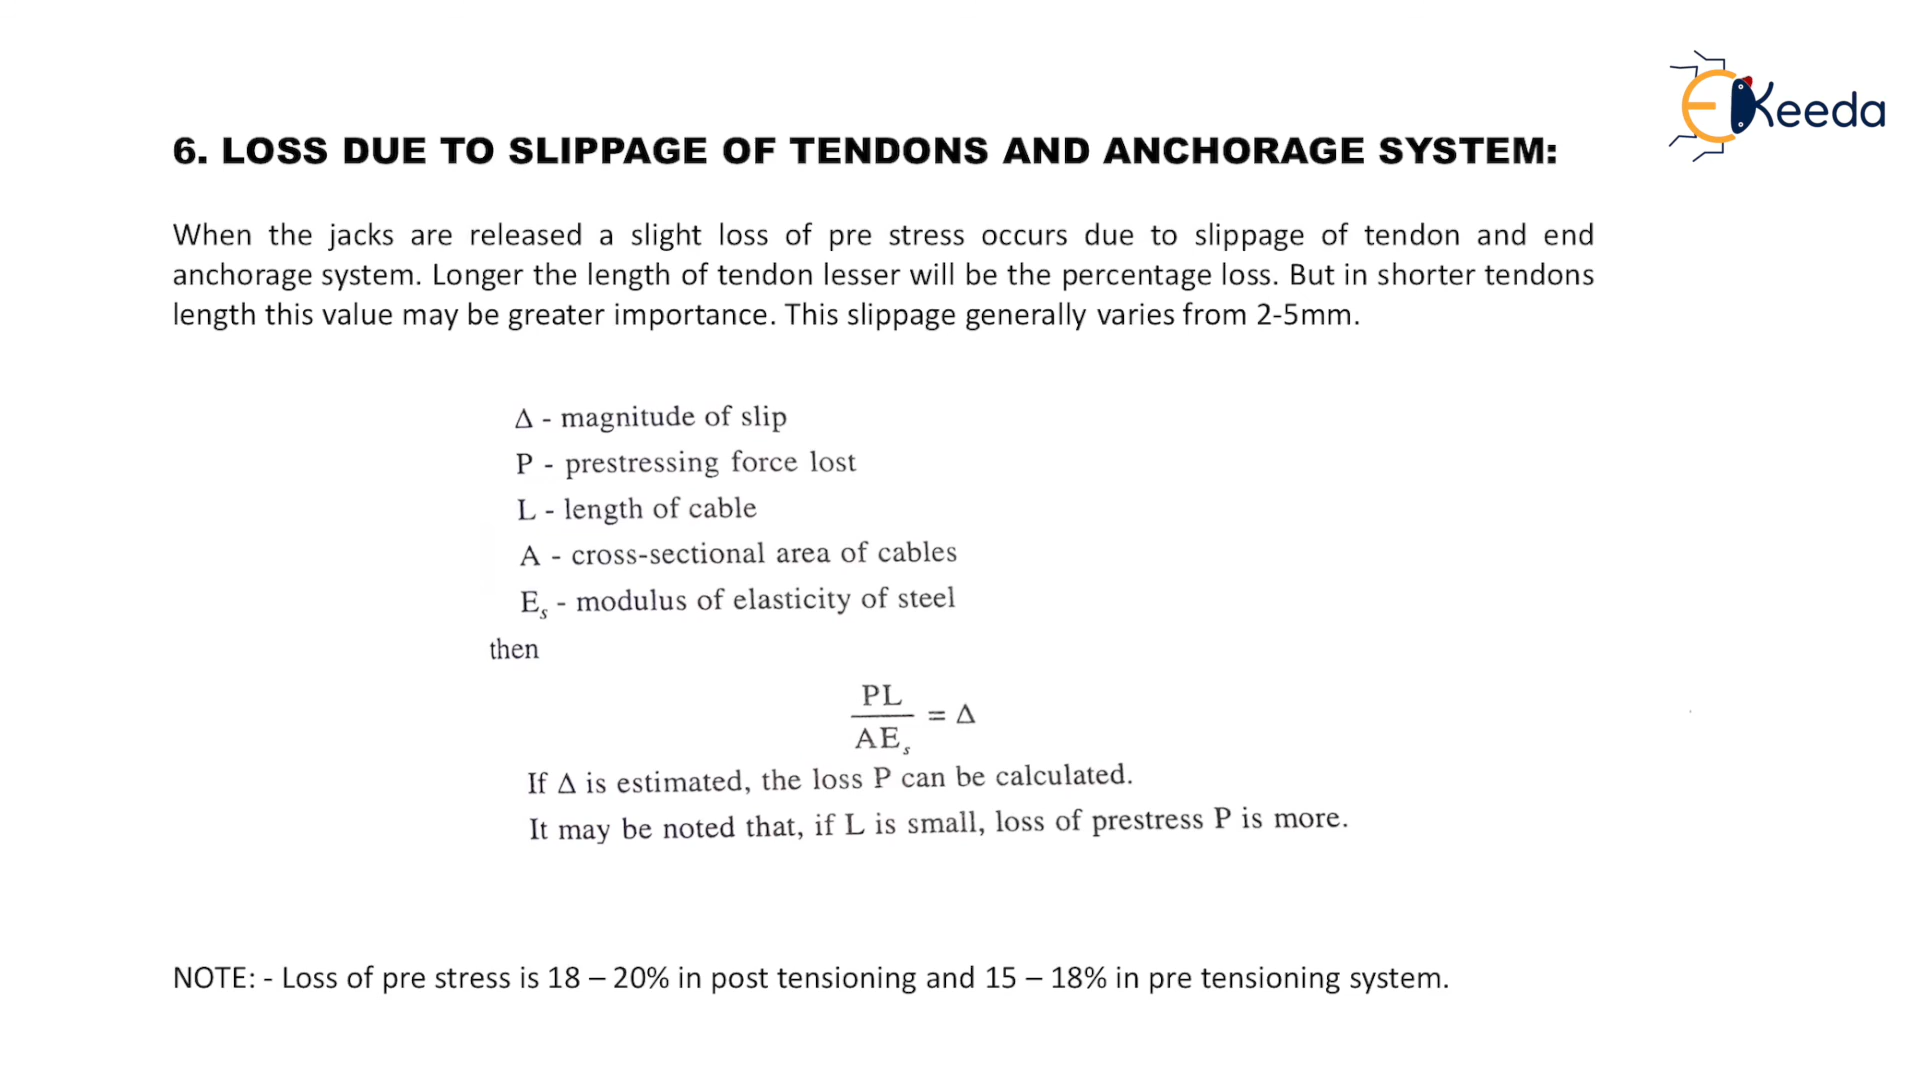 EKeeda
6. LOSS DUE TO SLIPPAGE OF TENDONS AND ANCHORAGE SYSTEM:
When the jacks are released a slight loss of pre stress occurs due to slippage of tendon and end
anchorage system. Longer the length of tendon lesser will be the percentage loss. But in shorter tendons
length this value may be greater importance. This slippage generally varies from 2-5mm.
Δ - magnitude of slip
P - prestressing force lost
L - length of cable
A - cross-sectional area of cables
Eₛ - modulus of elasticity of steel
then
PL
= Δ
AEₛ
If Δ is estimated, the loss P can be calculated.
It may be noted that, if L is small, loss of prestress P is more.
NOTE: - Loss of pre stress is 18 – 20% in post tensioning and 15 – 18% in pre tensioning system.